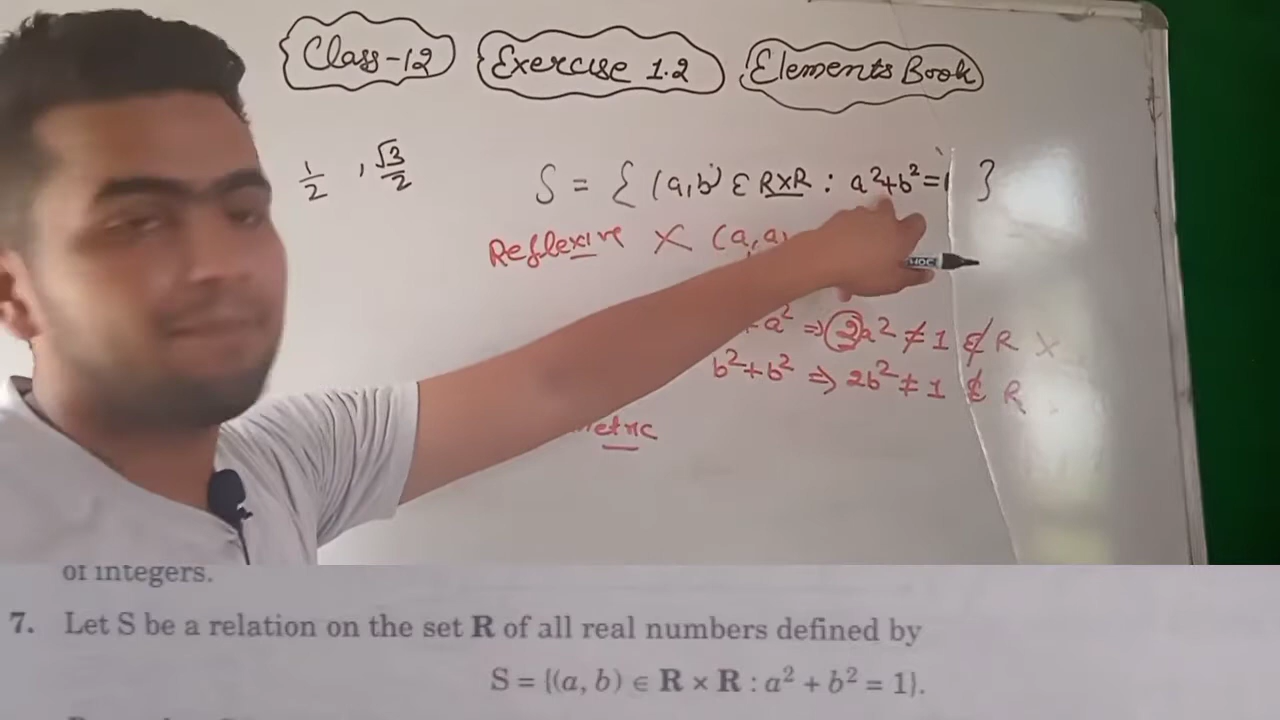 Class-12 Exercise 1.2 Elements Book
1/2 , √3/2
S = { (a,b) ∈ R×R : a²+b²=1 }
Reflexive × (a,a)
a² ⇒ 2a² ≠ 1 ∉ R ×
b²+b² ⇒ 2b² ≠ 1 ∉ R
etric
of integers.
7. Let S be a relation on the set R of all real numbers defined by
S = {(a, b) ∈ R × R : a² + b² = 1}.